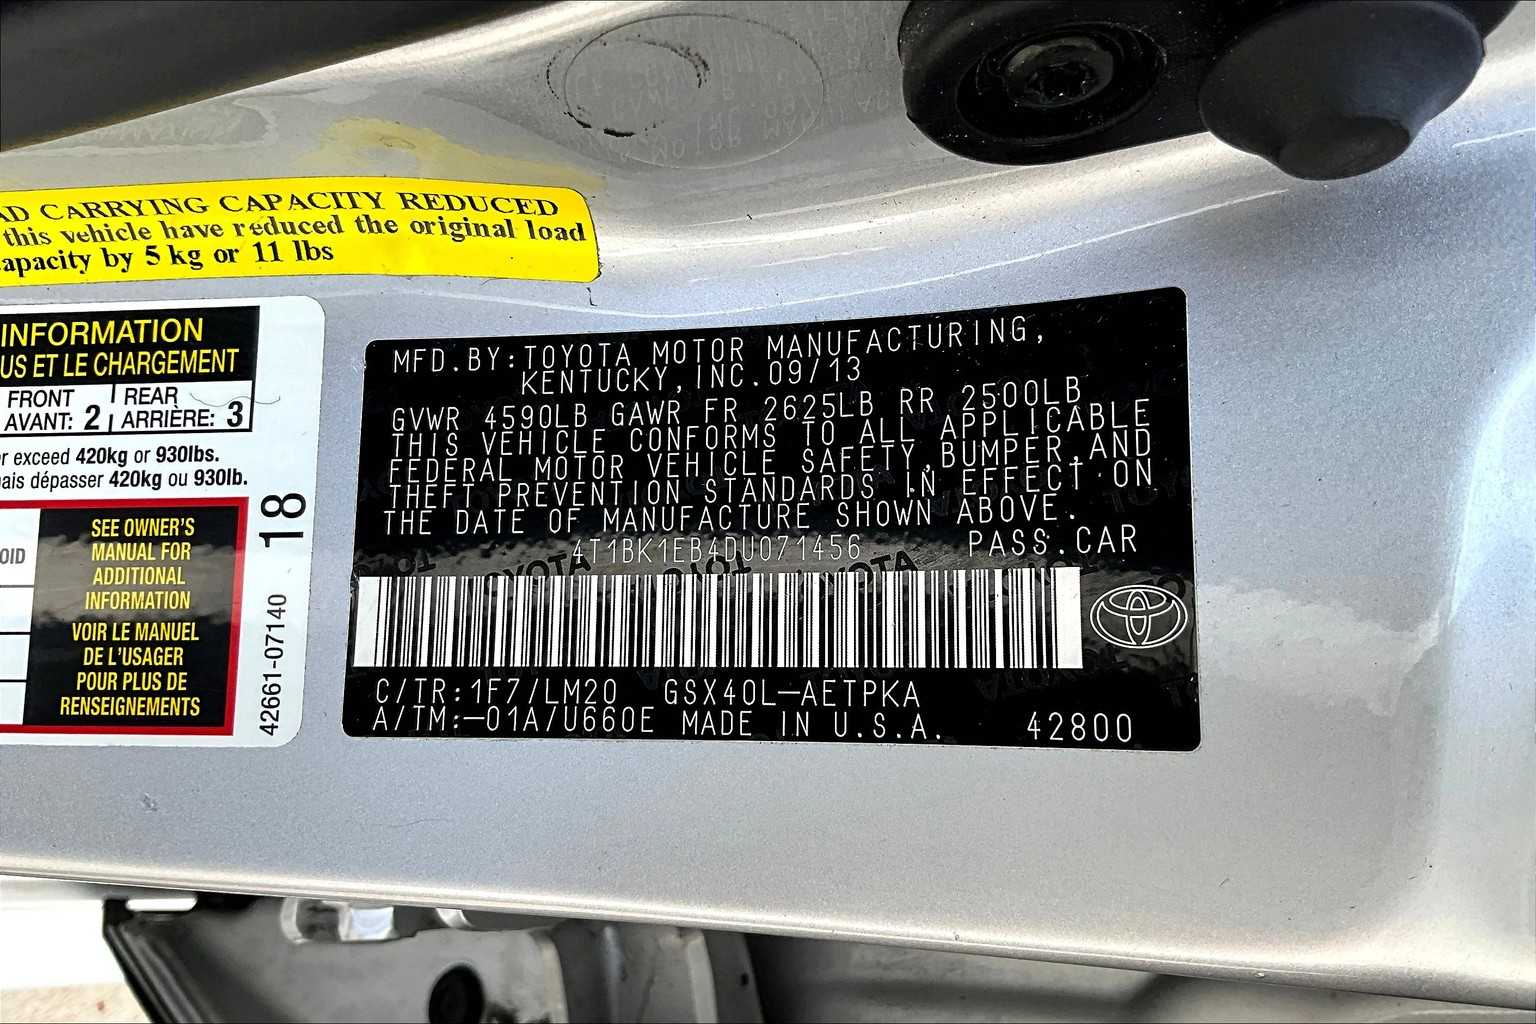 AD CARRYING CAPACITY REDUCED
this vehicle have reduced the original load
apacity by 5 kg or 11 lbs
INFORMATION
US ET LE CHARGEMENT
FRONT
AVANT: 2
REAR
ARRIÈRE: 3
r exceed 420kg or 930lbs.
ais dépasser 420kg ou 930lb.
OID
SEE OWNER'S
MANUAL FOR
ADDITIONAL
INFORMATION
VOIR LE MANUEL
DE L'USAGER
POUR PLUS DE
RENSEIGNEMENTS
18
42661-07140
MFD.BY:TOYOTA MOTOR MANUFACTURING,
KENTUCKY,INC.09/13
GVWR 4590LB GAWR FR 2625LB RR 2500LB
THIS VEHICLE CONFORMS TO ALL APPLICABLE
FEDERAL MOTOR VEHICLE SAFETY,BUMPER,AND
THEFT PREVENTION STANDARDS IN EFFECT ON
THE DATE OF MANUFACTURE SHOWN ABOVE.
4T1BK1EB4DU071456 PASS.CAR
C/TR:1F7/LM20 GSX40L-AETPKA
A/TM:-01A/U660E MADE IN U.S.A. 42800